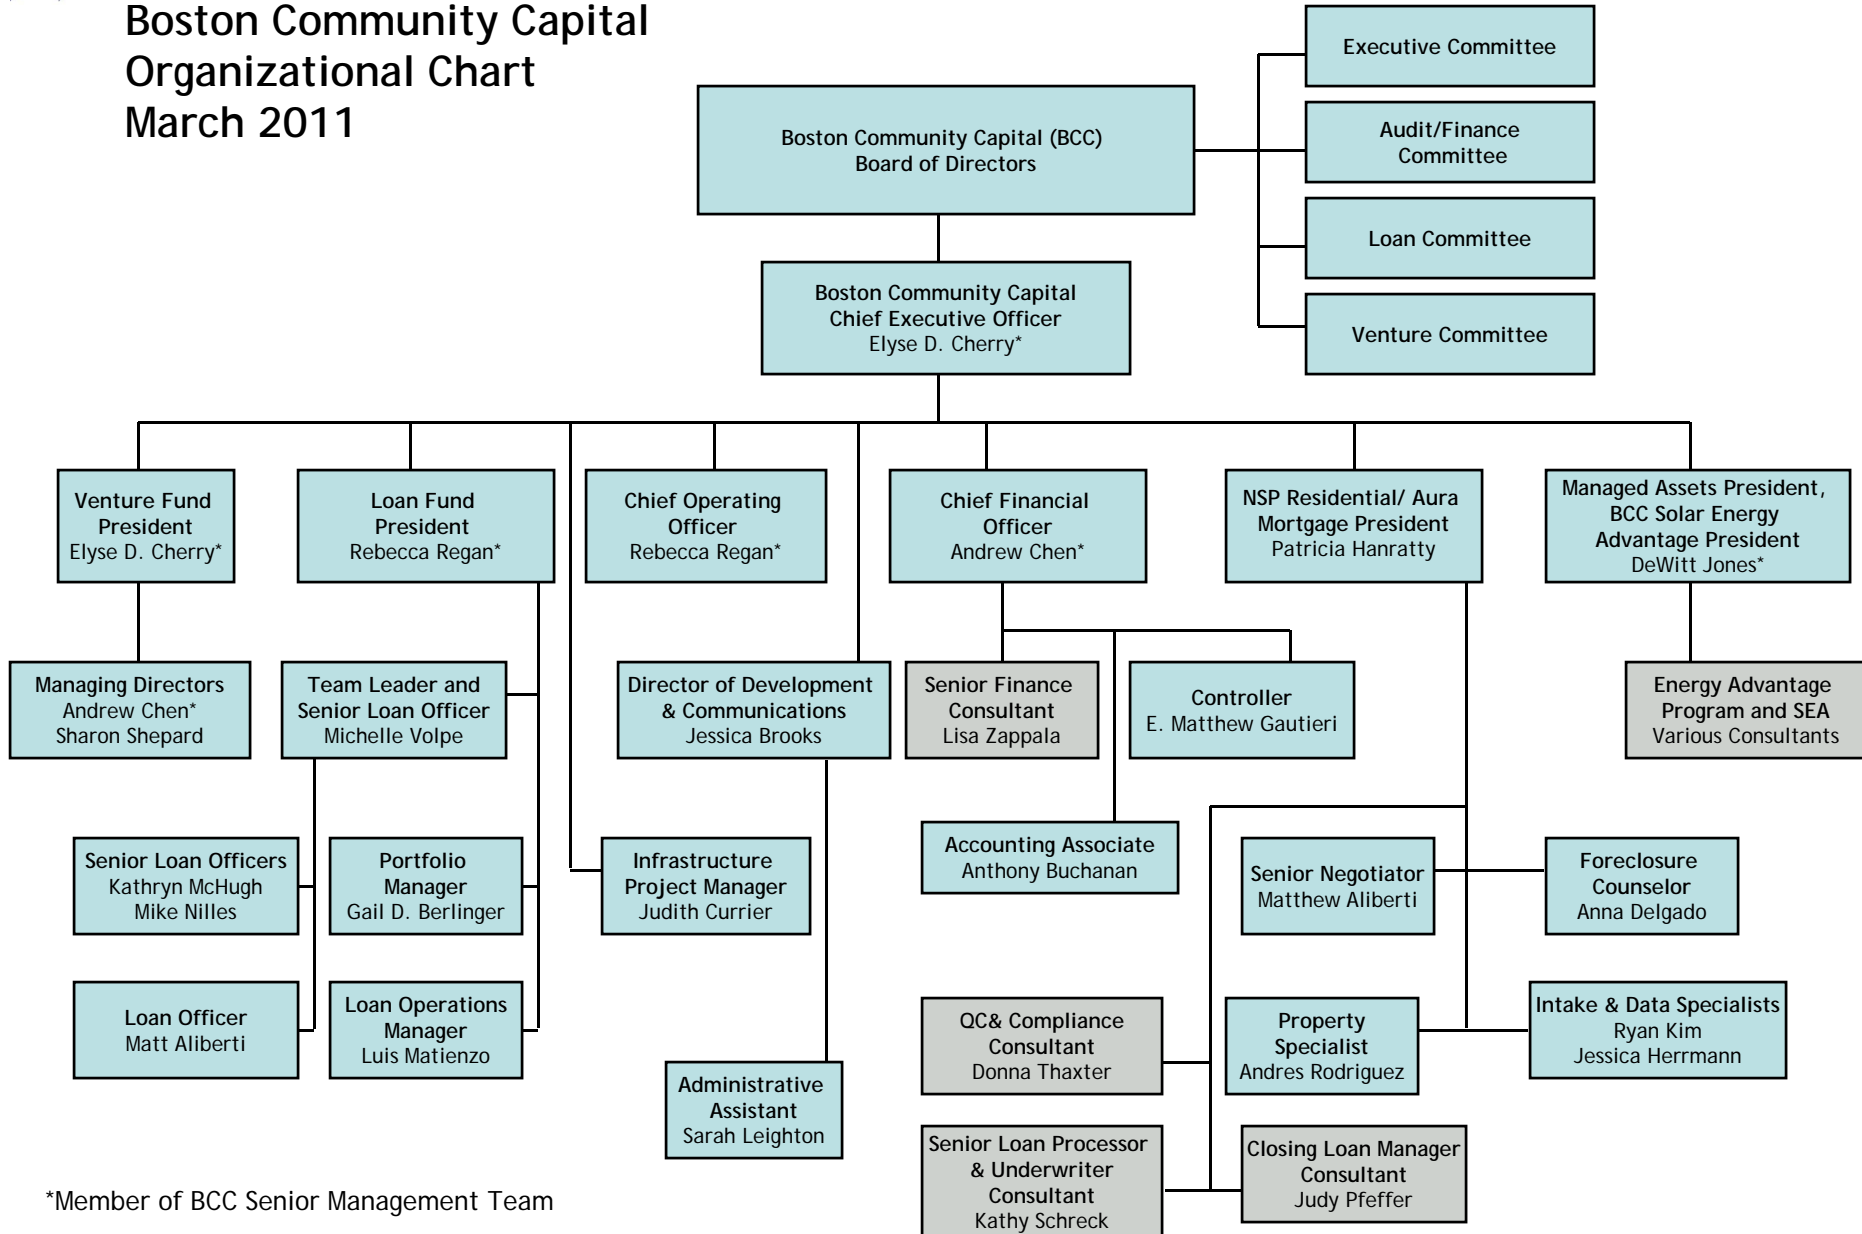 Boston Community Capital
Organizational Chart
March 2011
Executive Committee
Audit/Finance
Committee
Loan Committee
Venture Committee
Boston Community Capital (BCC)
Board of Directors
Boston Community Capital
Chief Executive Officer
Elyse D. Cherry*
Venture Fund
President
Elyse D. Cherry*
Loan Fund
President
Rebecca Regan*
Chief Operating
Officer
Rebecca Regan*
Chief Financial
Officer
Andrew Chen*
NSP Residential/ Aura
Mortgage President
Patricia Hanratty
Managed Assets President,
BCC Solar Energy
Advantage President
DeWitt Jones*
Managing Directors
Andrew Chen*
Sharon Shepard
Team Leader and
Senior Loan Officer
Michelle Volpe
Director of Development
& Communications
Jessica Brooks
Senior Finance
Consultant
Lisa Zappala
Controller
E. Matthew Gautieri
Energy Advantage
Program and SEA
Various Consultants
Senior Loan Officers
Kathryn McHugh
Mike Nilles
Portfolio
Manager
Gail D. Berlinger
Infrastructure
Project Manager
Judith Currier
Accounting Associate
Anthony Buchanan
Senior Negotiator
Matthew Aliberti
Foreclosure
Counselor
Anna Delgado
Loan Officer
Matt Aliberti
Loan Operations
Manager
Luis Matienzo
Administrative
Assistant
Sarah Leighton
QC& Compliance
Consultant
Donna Thaxter
Property
Specialist
Andres Rodriguez
Intake & Data Specialists
Ryan Kim
Jessica Herrmann
Senior Loan Processor
& Underwriter
Consultant
Kathy Schreck
Closing Loan Manager
Consultant
Judy Pfeffer
*Member of BCC Senior Management Team